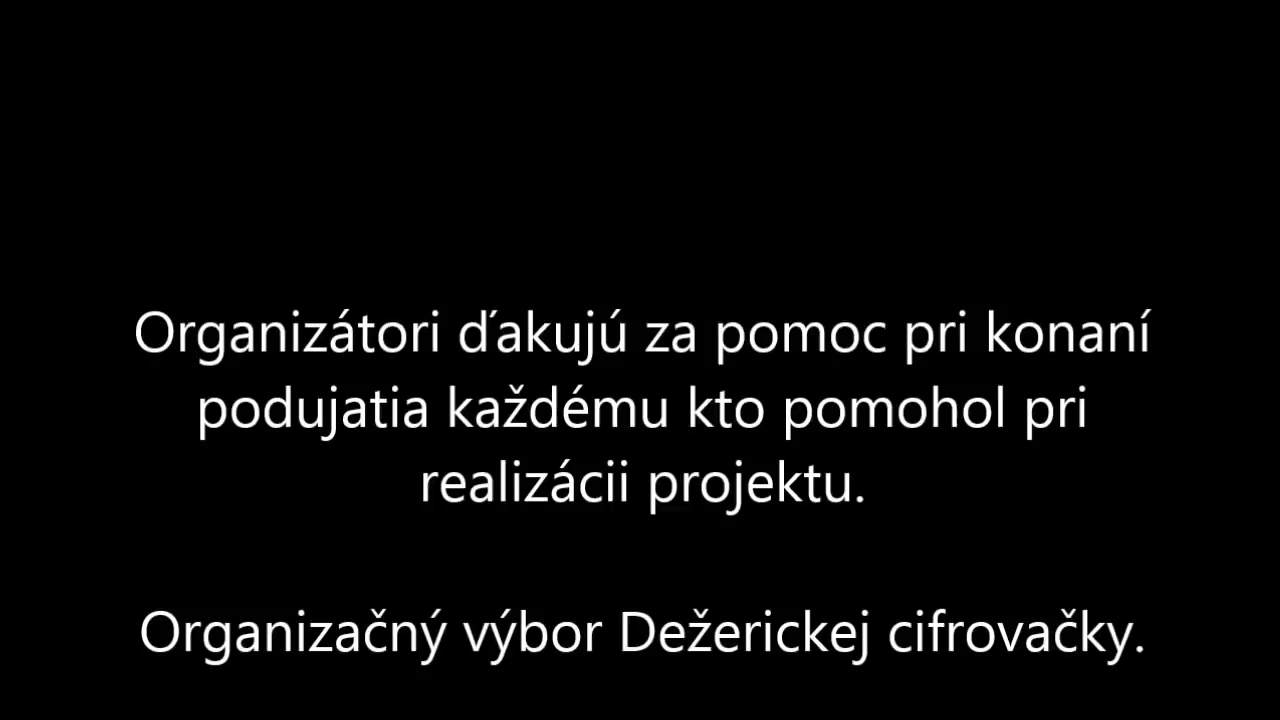 Organizátori ďakujú za pomoc pri konaní
podujatia každému kto pomohol pri
realizácii projektu.
Organizačný výbor Dežerickej cifrovačky.